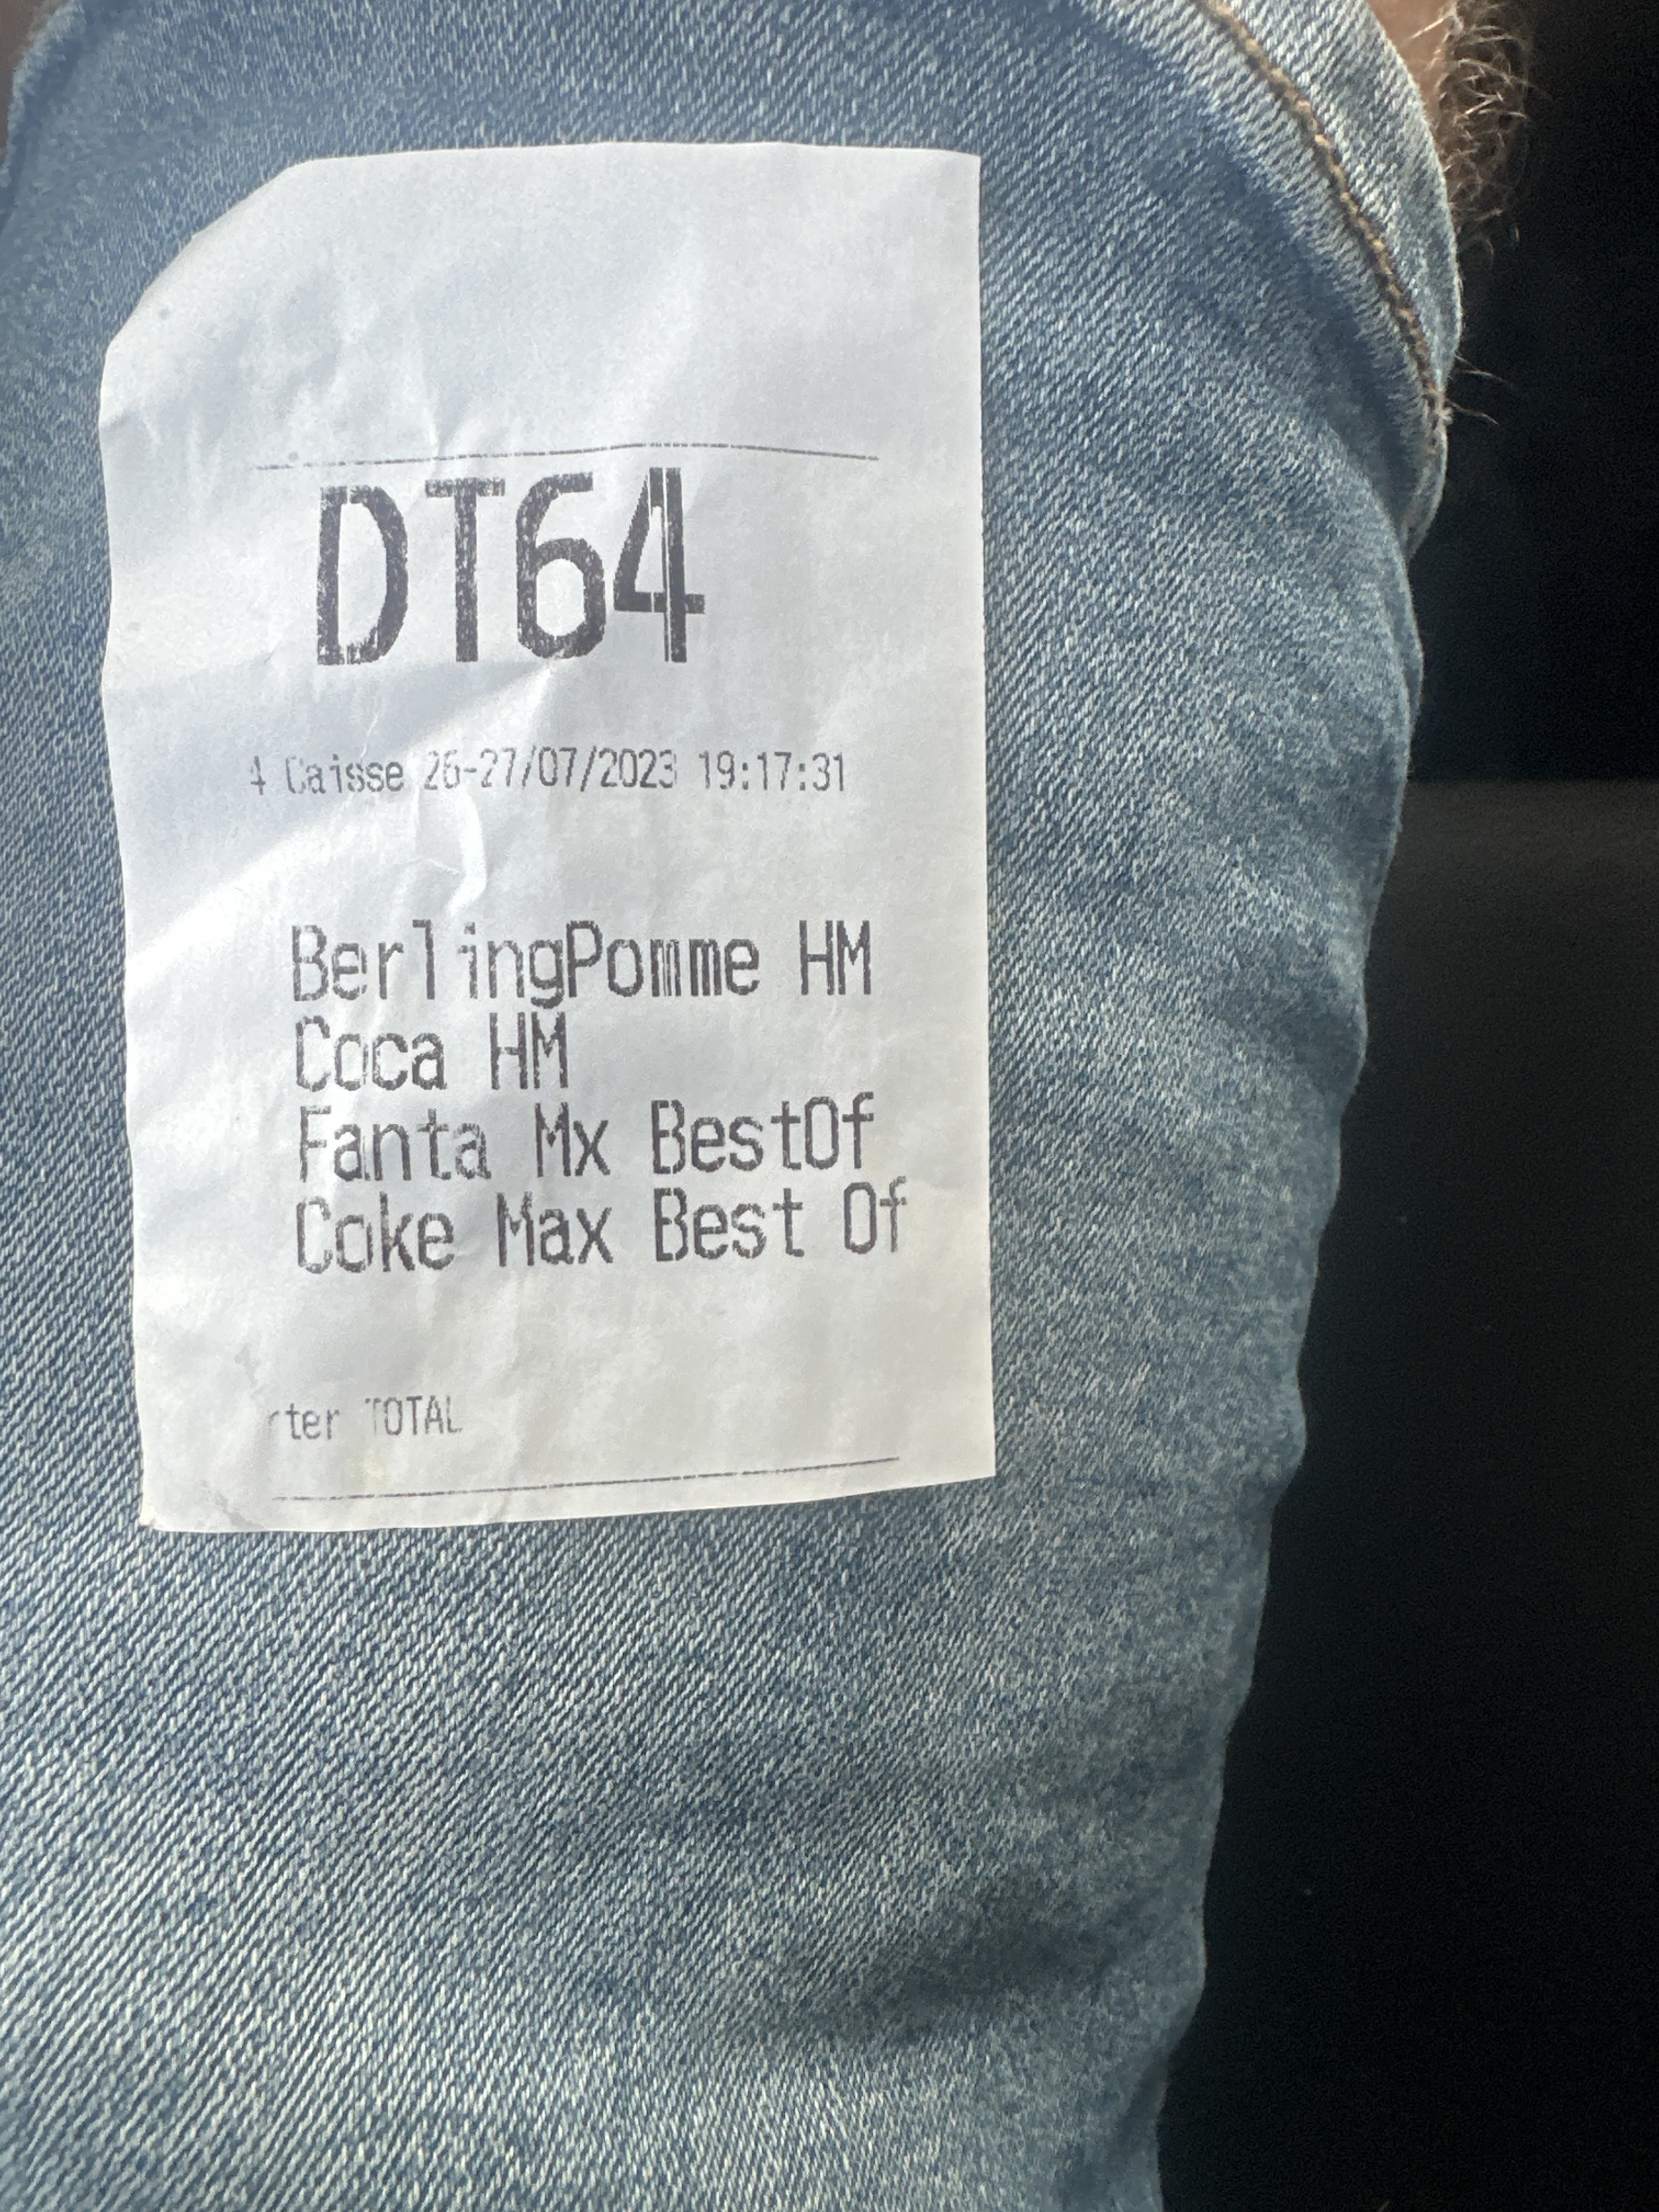 DT64
4 Caisse 26-27/07/2023 19:17:31
BerlingPomme HM
Coca HM
Fanta Mx BestOf
Coke Max Best Of
rter TOTAL